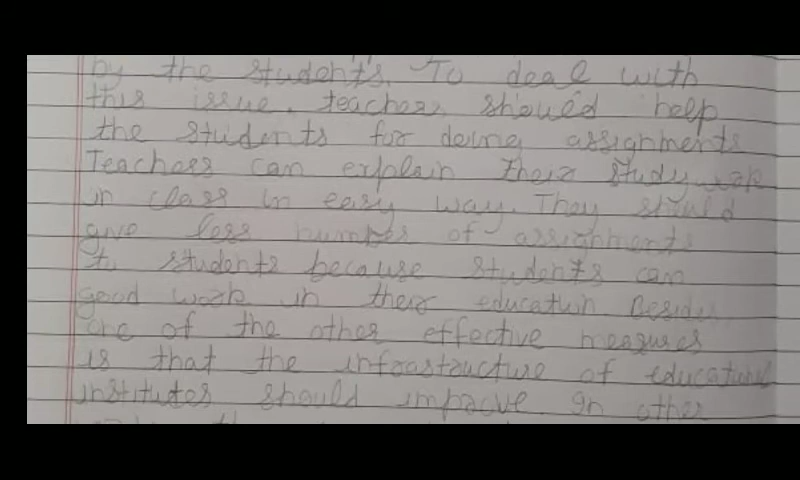 by the students. To deal with
this issue, teachers should help
the students for doing assignments
Teachers can explain their study work
in class in easy way. They should
give less number of assignments
to students because students can
good work in their education Besides
one of the other effective measures
is that the infrastructure of educational
institutes should improve In other